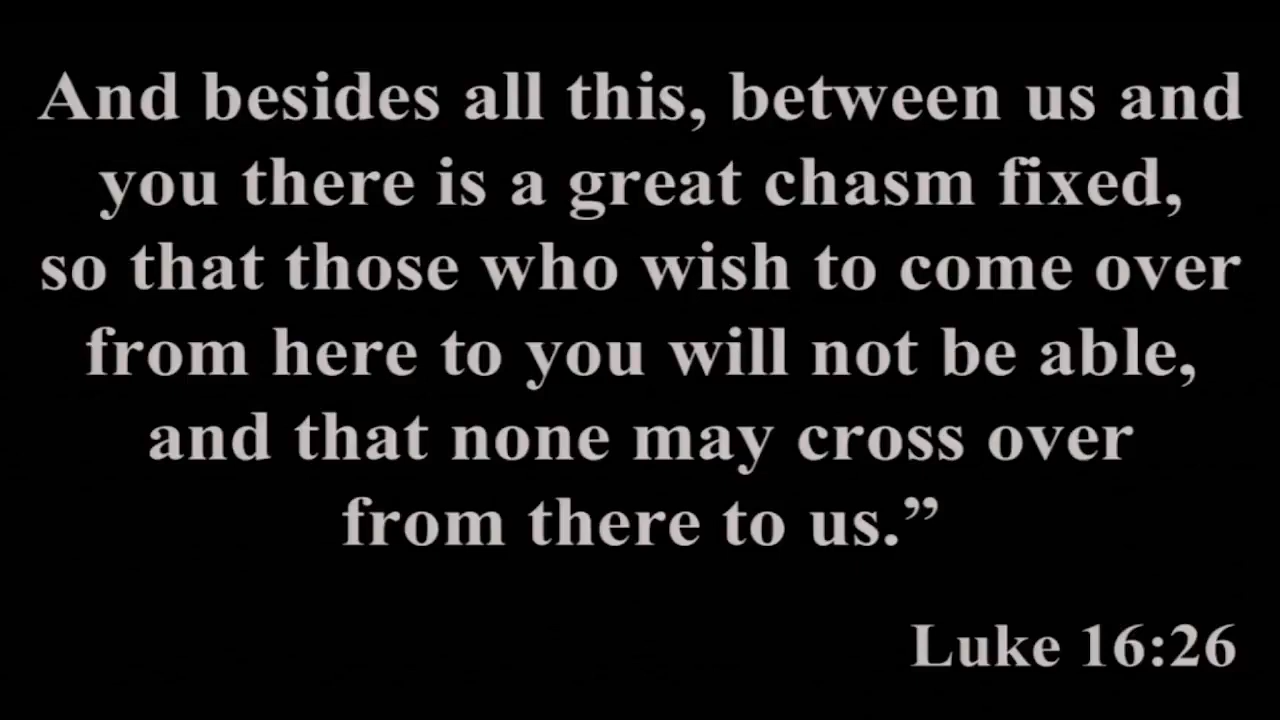 And besides all this, between us and
you there is a great chasm fixed,
so that those who wish to come over
from here to you will not be able,
and that none may cross over
from there to us.”
Luke 16:26